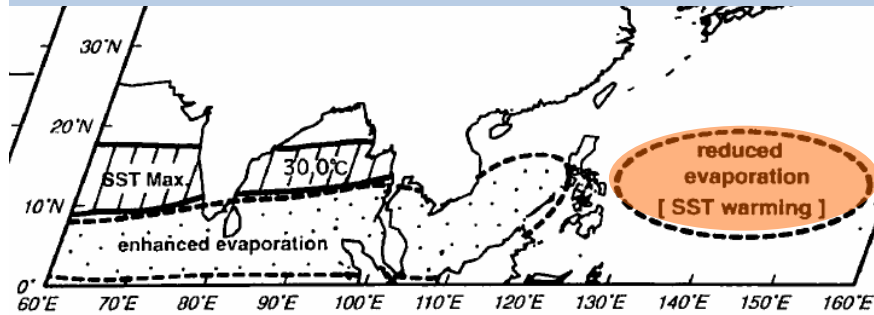 30°N
20°N
10°N
0°
SST Max.
30.0℃
enhanced evaporation
reduced
evaporation
[ SST warming ]
60°E 70°E 80°E 90°E 100°E 110°E 120°E 130°E 140°E 150°E 160°E